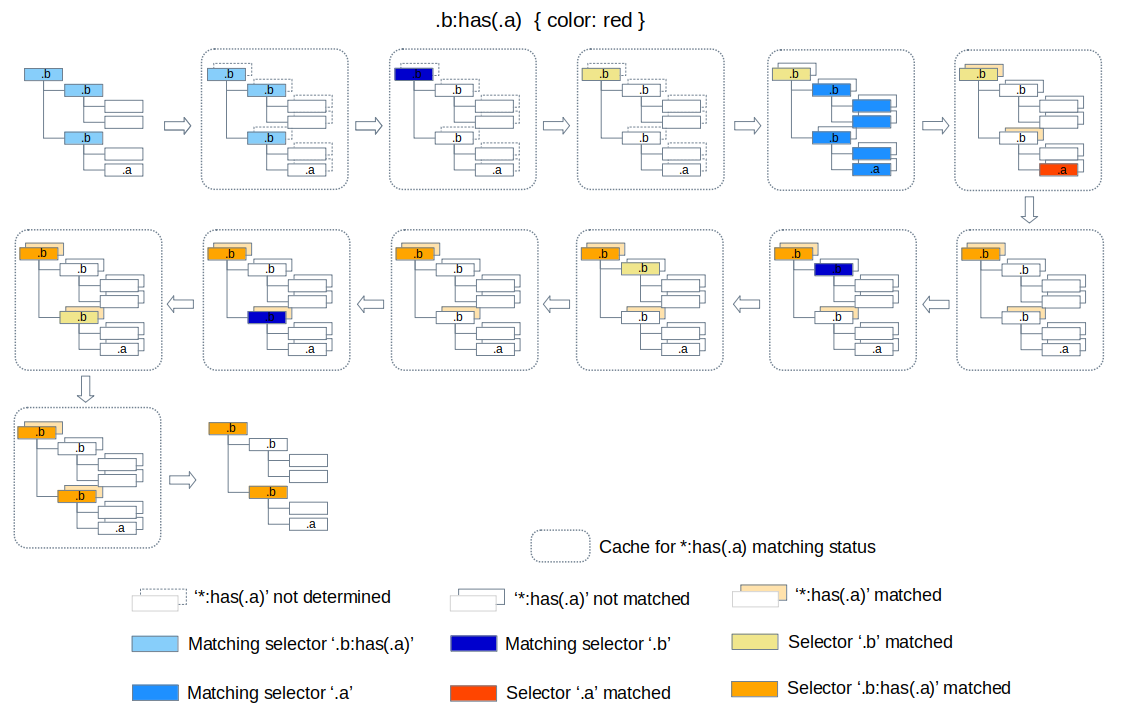 .b:has(.a) { color: red }
.b
.b
.b
.b
.b
.b
.a
.b
.b
.b
.a
.b
.b
.b
.a
.b
.b
.b
.a
.b
.b
.b
.a
.b
.b
.b
.a
.b
.b
.b
.a
.b
.b
.b
.a
.b
.b
.b
.a
.b
.b
.b
.a
.b
.b
.b
.a
.b
.b
.b
.a
.b
.b
.b
.a
Cache for *:has(.a) matching status
‘*:has(.a)’ not determined
‘*:has(.a)’ not matched
‘*:has(.a)’ matched
Matching selector ‘.b:has(.a)’
Matching selector ‘.b’
Selector ‘.b’ matched
Matching selector ‘.a’
Selector ‘.a’ matched
Selector ‘.b:has(.a)’ matched